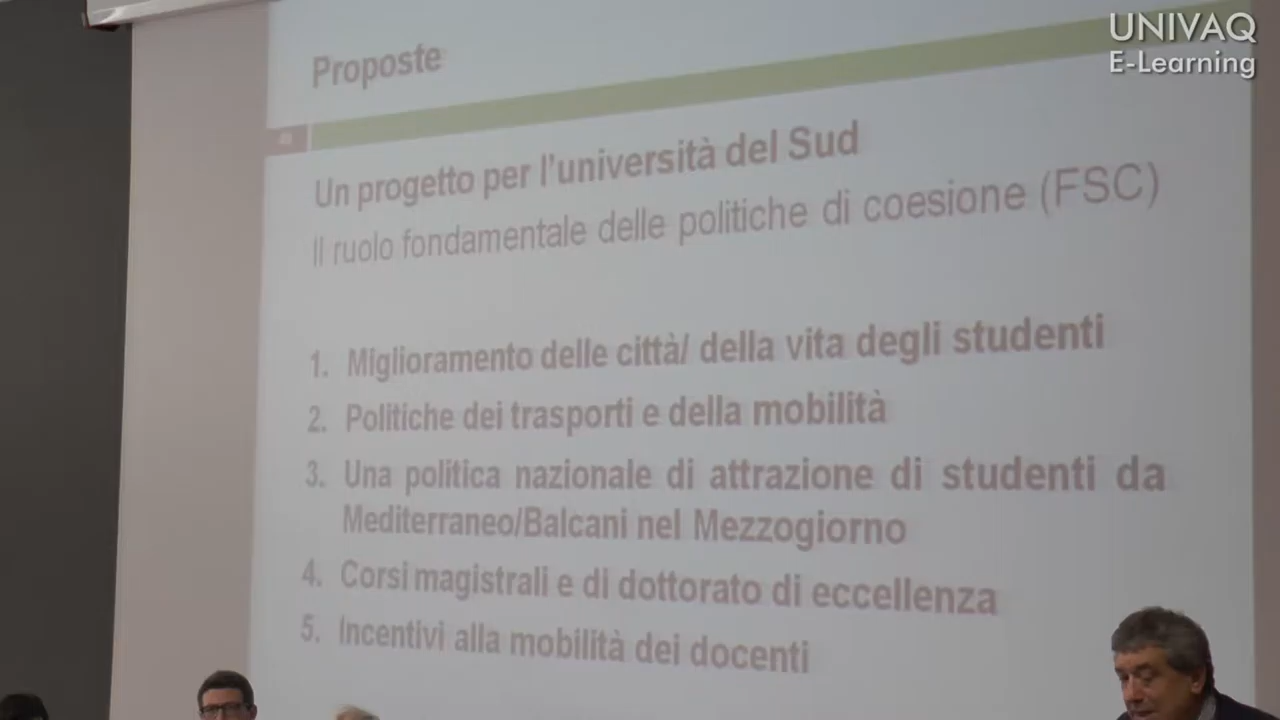 UNIVAQ
E-Learning
Proposte
Un progetto per l'università del Sud
Il ruolo fondamentale delle politiche di coesione (FSC)
1. Miglioramento delle città/ della vita degli studenti
2. Politiche dei trasporti e della mobilità
3. Una politica nazionale di attrazione di studenti da
Mediterraneo/Balcani nel Mezzogiorno
4. Corsi magistrali e di dottorato di eccellenza
5. Incentivi alla mobilità dei docenti